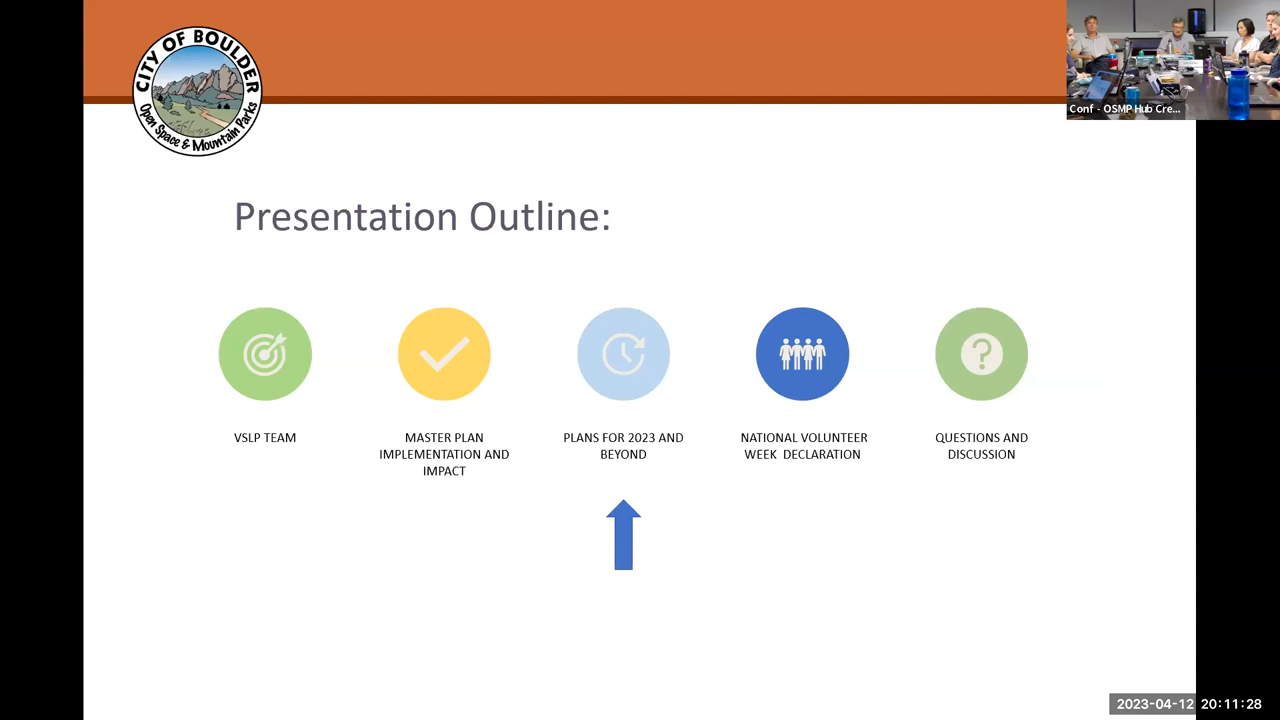 CITY OF BOULDER
Open Space & Mountain Parks
Conf - OSMP Hub Cre...
Presentation Outline:
VSLP TEAM
MASTER PLAN
IMPLEMENTATION AND
IMPACT
PLANS FOR 2023 AND
BEYOND
NATIONAL VOLUNTEER
WEEK DECLARATION
QUESTIONS AND
DISCUSSION
2023-04-12 20:11:28